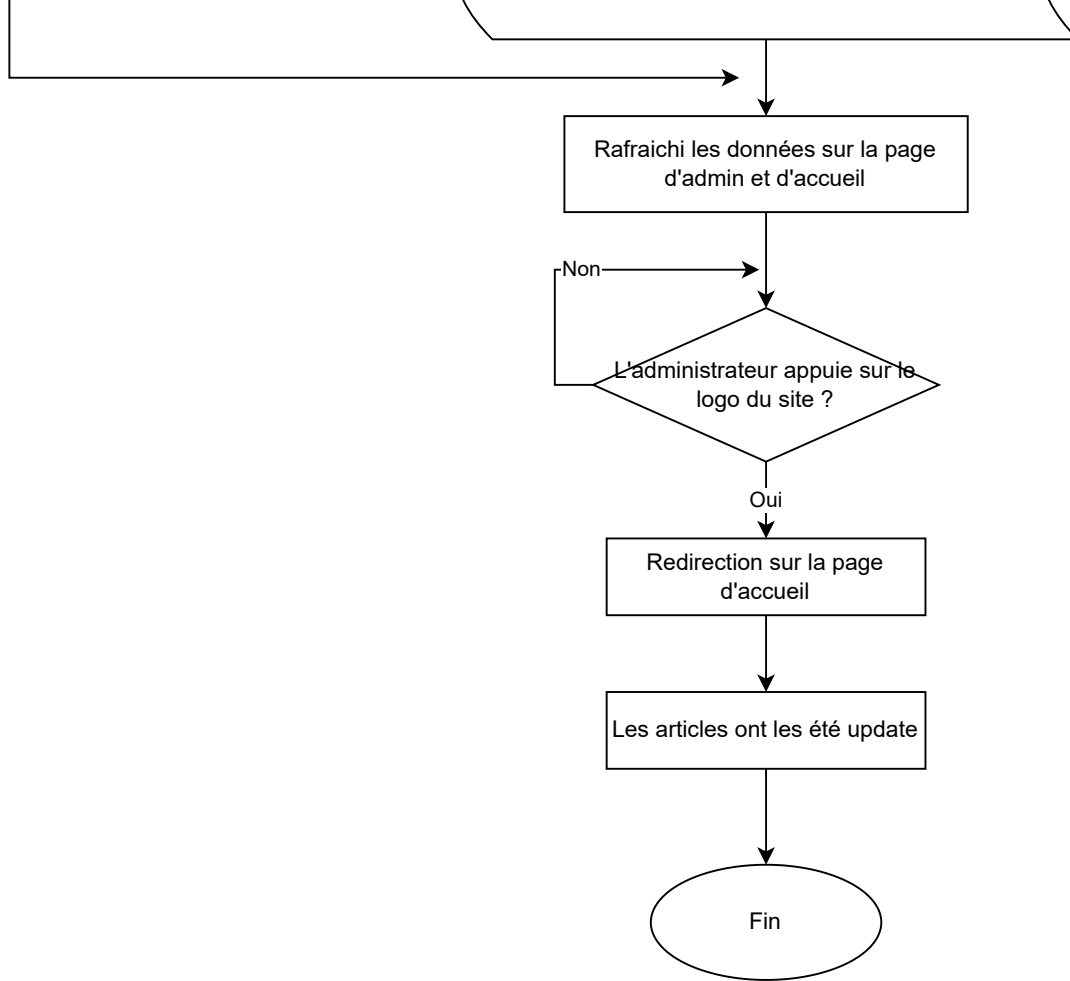 Rafraichi les données sur la page
d'admin et d'accueil
Non
L'administrateur appuie sur le
logo du site ?
Oui
Redirection sur la page
d'accueil
Les articles ont les été update
Fin